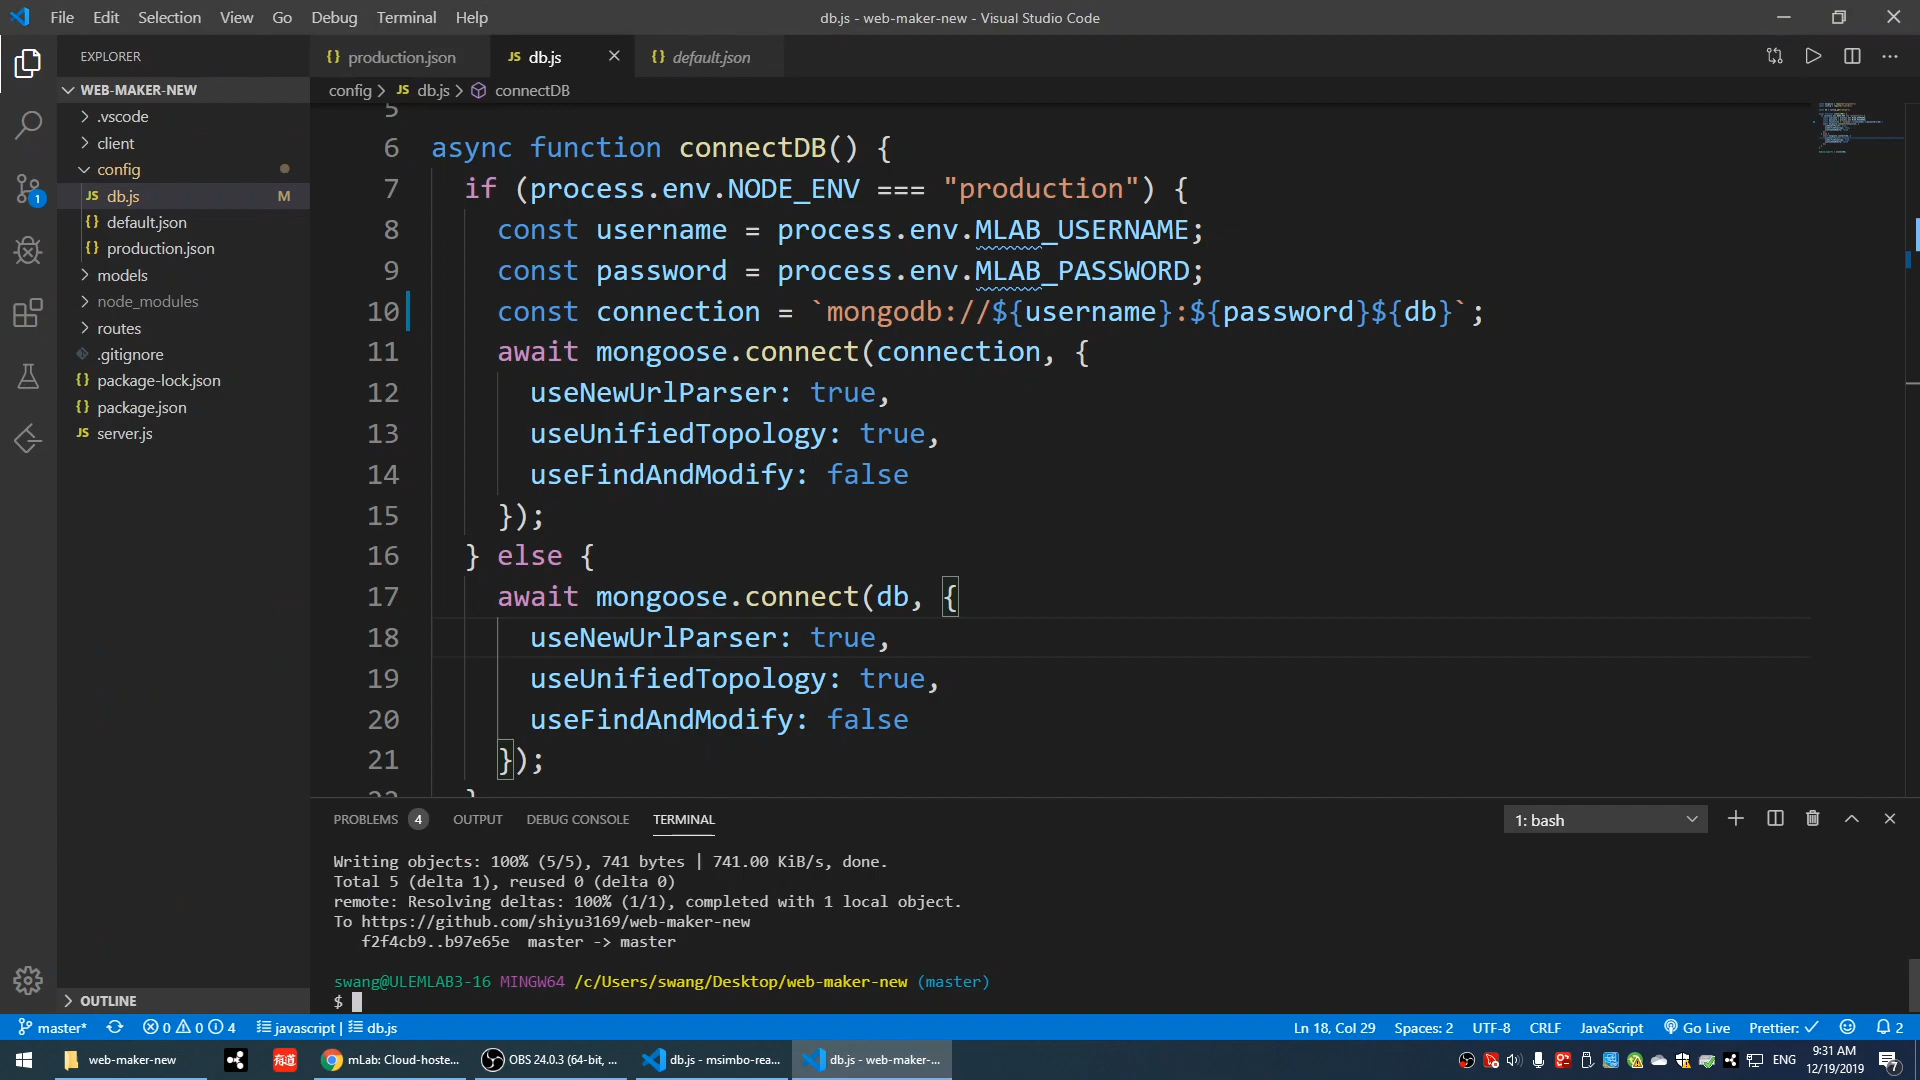 File Edit Selection View Go Debug Terminal Help
db.js - web-maker-new - Visual Studio Code
EXPLORER
WEB-MAKER-NEW
.vscode
client
config
JS db.js M
{} default.json
{} production.json
models
node_modules
routes
.gitignore
{} package-lock.json
{} package.json
JS server.js
OUTLINE
1
{} production.json
JS db.js
{} default.json
config > JS db.js > connectDB
5
6 async function connectDB() {
7 if (process.env.NODE_ENV === "production") {
8 const username = process.env.MLAB_USERNAME;
9 const password = process.env.MLAB_PASSWORD;
10 const connection = `mongodb://${username}:${password}${db}`;
11 await mongoose.connect(connection, {
12 useNewUrlParser: true,
13 useUnifiedTopology: true,
14 useFindAndModify: false
15 });
16 } else {
17 await mongoose.connect(db, {
18 useNewUrlParser: true,
19 useUnifiedTopology: true,
20 useFindAndModify: false
21 });
22 }
PROBLEMS 4 OUTPUT DEBUG CONSOLE TERMINAL
1: bash
Writing objects: 100% (5/5), 741 bytes | 741.00 KiB/s, done.
Total 5 (delta 1), reused 0 (delta 0)
remote: Resolving deltas: 100% (1/1), completed with 1 local object.
To https://github.com/shiyu3169/web-maker-new
f2f4cb9..b97e65e master -> master
swang@ULEMLAB3-16 MINGW64 /c/Users/swang/Desktop/web-maker-new (master)
$
master* 0 0 4 javascript | db.js
Ln 18, Col 29 Spaces: 2 UTF-8 CRLF JavaScript Go Live Prettier: ✓ 2
web-maker-new
有道
mLab: Cloud-hoste...
OBS 24.0.3 (64-bit, ...
db.js - msimbo-rea...
db.js - web-maker-...
ENG
9:31 AM
12/19/2019
7